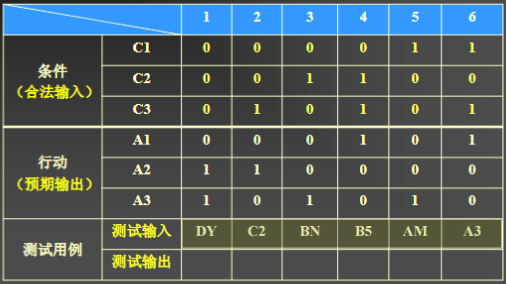 1 2 3 4 5 6
条件
（合法输入）
C1 0 0 0 0 1 1
C2 0 0 1 1 0 0
C3 0 1 0 1 0 1
行动
（预期输出）
A1 0 0 0 1 0 1
A2 1 1 0 0 0 0
A3 1 0 1 0 1 0
测试用例
测试输入 DY C2 BN B5 AM A3
测试输出